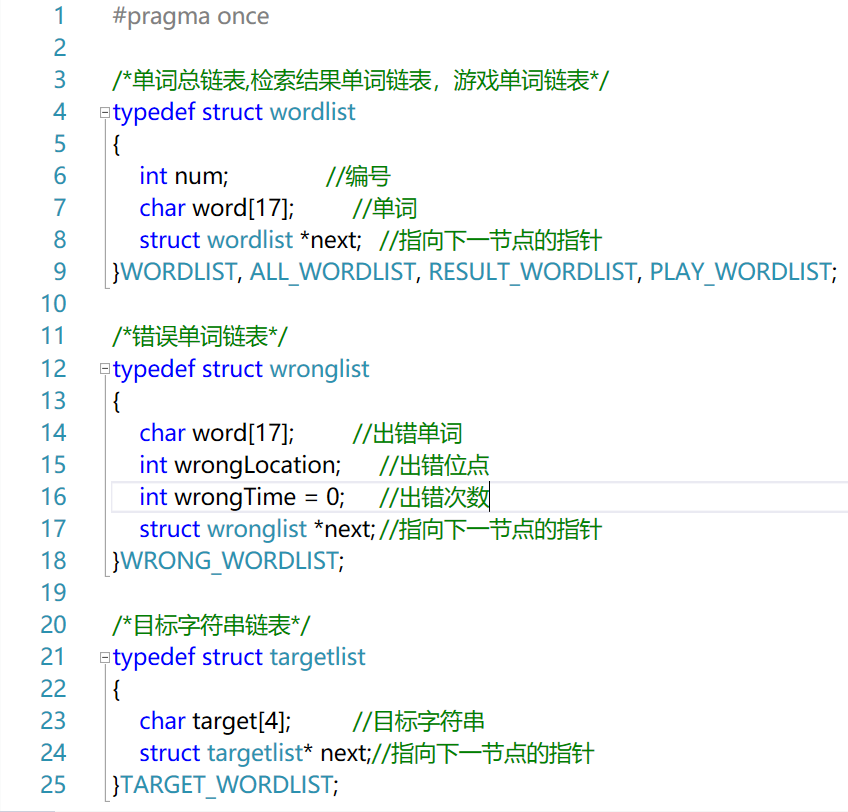 1 #pragma once
2
3 /*单词总链表,检索结果单词链表，游戏单词链表*/
4 typedef struct wordlist
5 {
6 int num; //编号
7 char word[17]; //单词
8 struct wordlist *next; //指向下一节点的指针
9 }WORDLIST, ALL_WORDLIST, RESULT_WORDLIST, PLAY_WORDLIST;
10
11 /*错误单词链表*/
12 typedef struct wronglist
13 {
14 char word[17]; //出错单词
15 int wrongLocation; //出错位点
16 int wrongTime = 0; //出错次数
17 struct wronglist *next;//指向下一节点的指针
18 }WRONG_WORDLIST;
19
20 /*目标字符串链表*/
21 typedef struct targetlist
22 {
23 char target[4]; //目标字符串
24 struct targetlist* next;//指向下一节点的指针
25 }TARGET_WORDLIST;